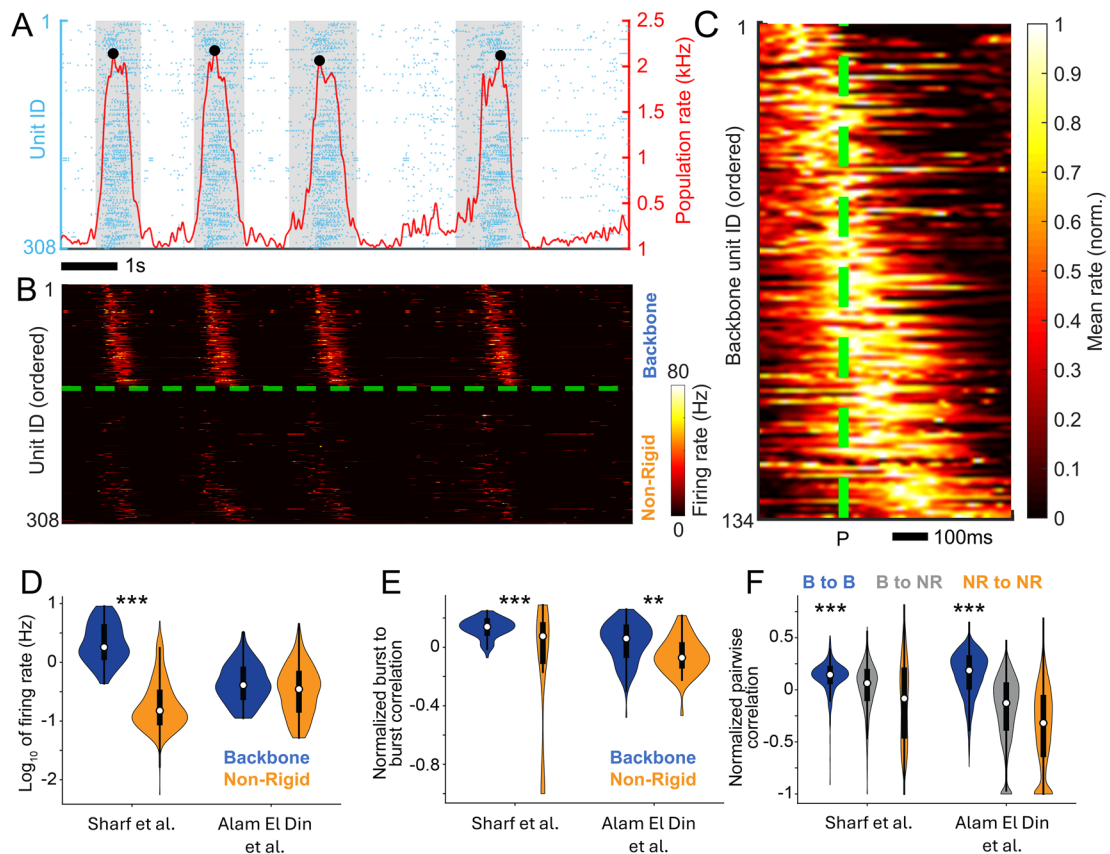 A
Unit ID
1
308
2.5
2
1.5
1
0.5
1
Population rate (kHz)
1s
B
Unit ID (ordered)
1
308
Backbone
Non-Rigid
80
0
Firing rate (Hz)
C
Backbone unit ID (ordered)
1
134
P
100ms
1
0.9
0.8
0.7
0.6
0.5
0.4
0.3
0.2
0.1
0
Mean rate (norm.)
D
Log10 of firing rate (Hz)
1
0
-1
-2
***
Backbone
Non-Rigid
Sharf et al.
Alam El Din
et al.
E
Normalized burst to
burst correlation
0
-0.4
-0.8
***
**
Backbone
Non-Rigid
Sharf et al.
Alam El Din
et al.
F
B to B
B to NR
NR to NR
Normalized pairwise
correlation
0.5
0
-0.5
-1
***
***
Sharf et al.
Alam El Din
et al.